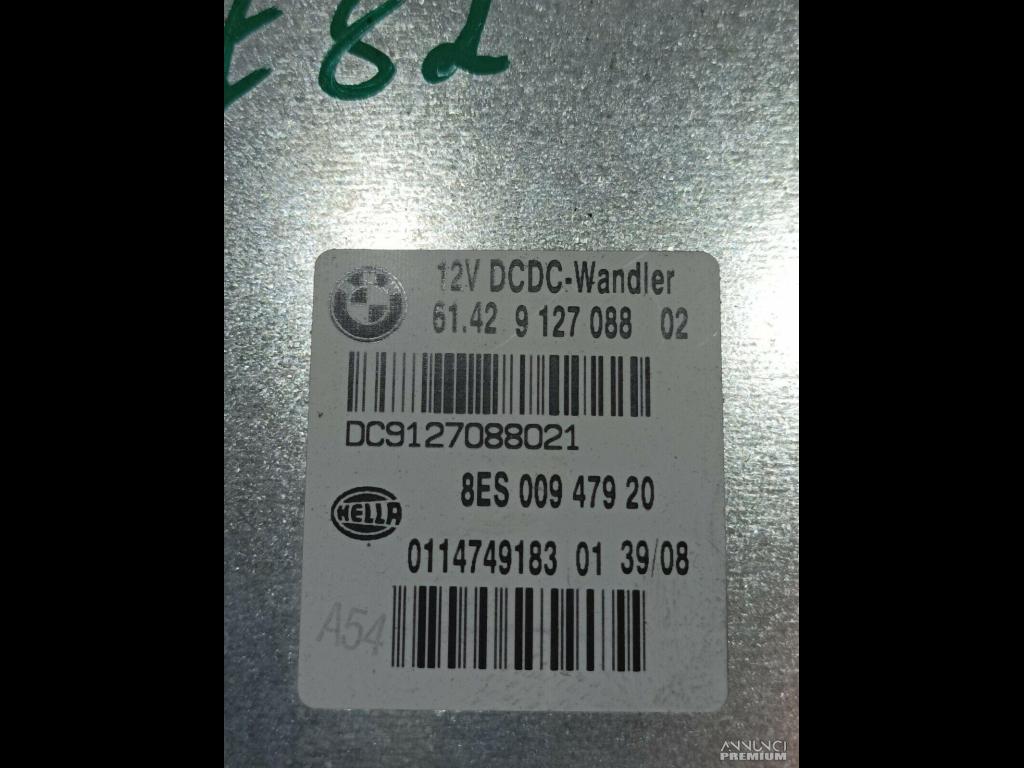 E82
12V DCDC-Wandler
61.42 9 127 088 02
DC9127088021
8ES 009 479 20
HELLA
0114749183 01 39/08
A54
ANNUNCI
PREMIUM